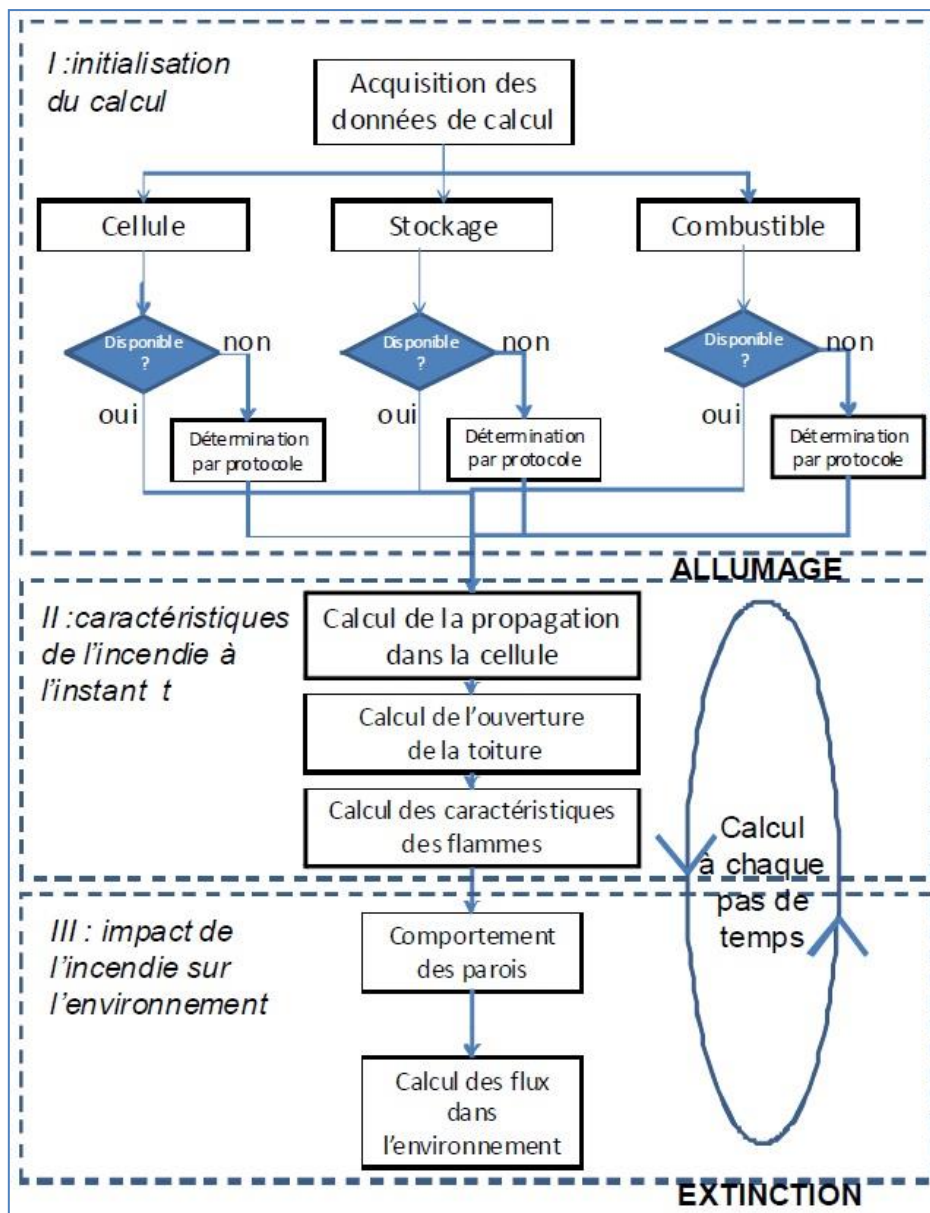 I :initialisation
du calcul
Acquisition des
données de calcul
Cellule
Stockage
Combustible
Disponible
?
non
oui
Disponible
?
non
oui
Disponible
?
non
oui
Détermination
par protocole
Détermination
par protocole
Détermination
par protocole
ALLUMAGE
II :caractéristiques
de l'incendie à
l'instant t
Calcul de la propagation
dans la cellule
Calcul de l'ouverture
de la toiture
Calcul des caractéristiques
des flammes
Calcul
à chaque
pas de
temps
III : impact de
l'incendie sur
l'environnement
Comportement
des parois
Calcul des flux
dans
l'environnement
EXTINCTION